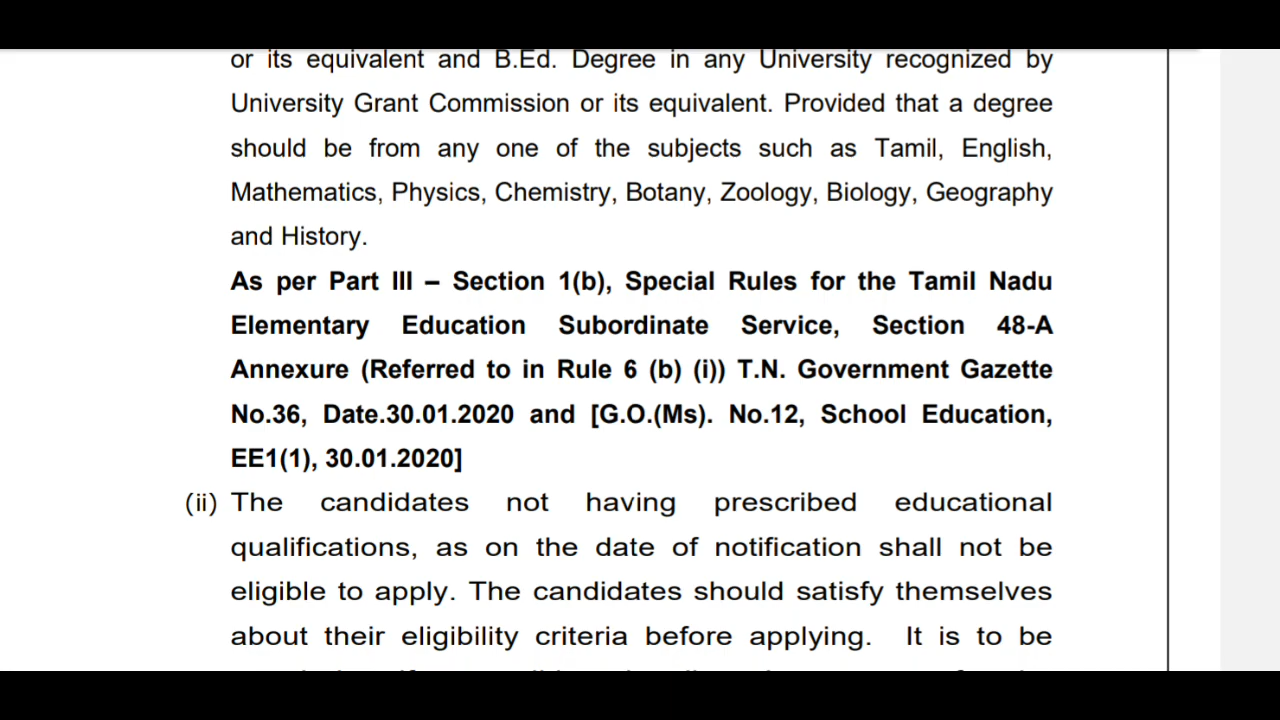 or its equivalent and B.Ed. Degree in any University recognized by
University Grant Commission or its equivalent. Provided that a degree
should be from any one of the subjects such as Tamil, English,
Mathematics, Physics, Chemistry, Botany, Zoology, Biology, Geography
and History.
As per Part III – Section 1(b), Special Rules for the Tamil Nadu
Elementary Education Subordinate Service, Section 48-A
Annexure (Referred to in Rule 6 (b) (i)) T.N. Government Gazette
No.36, Date.30.01.2020 and [G.O.(Ms). No.12, School Education,
EE1(1), 30.01.2020]
(ii) The candidates not having prescribed educational
qualifications, as on the date of notification shall not be
eligible to apply. The candidates should satisfy themselves
about their eligibility criteria before applying. It is to be